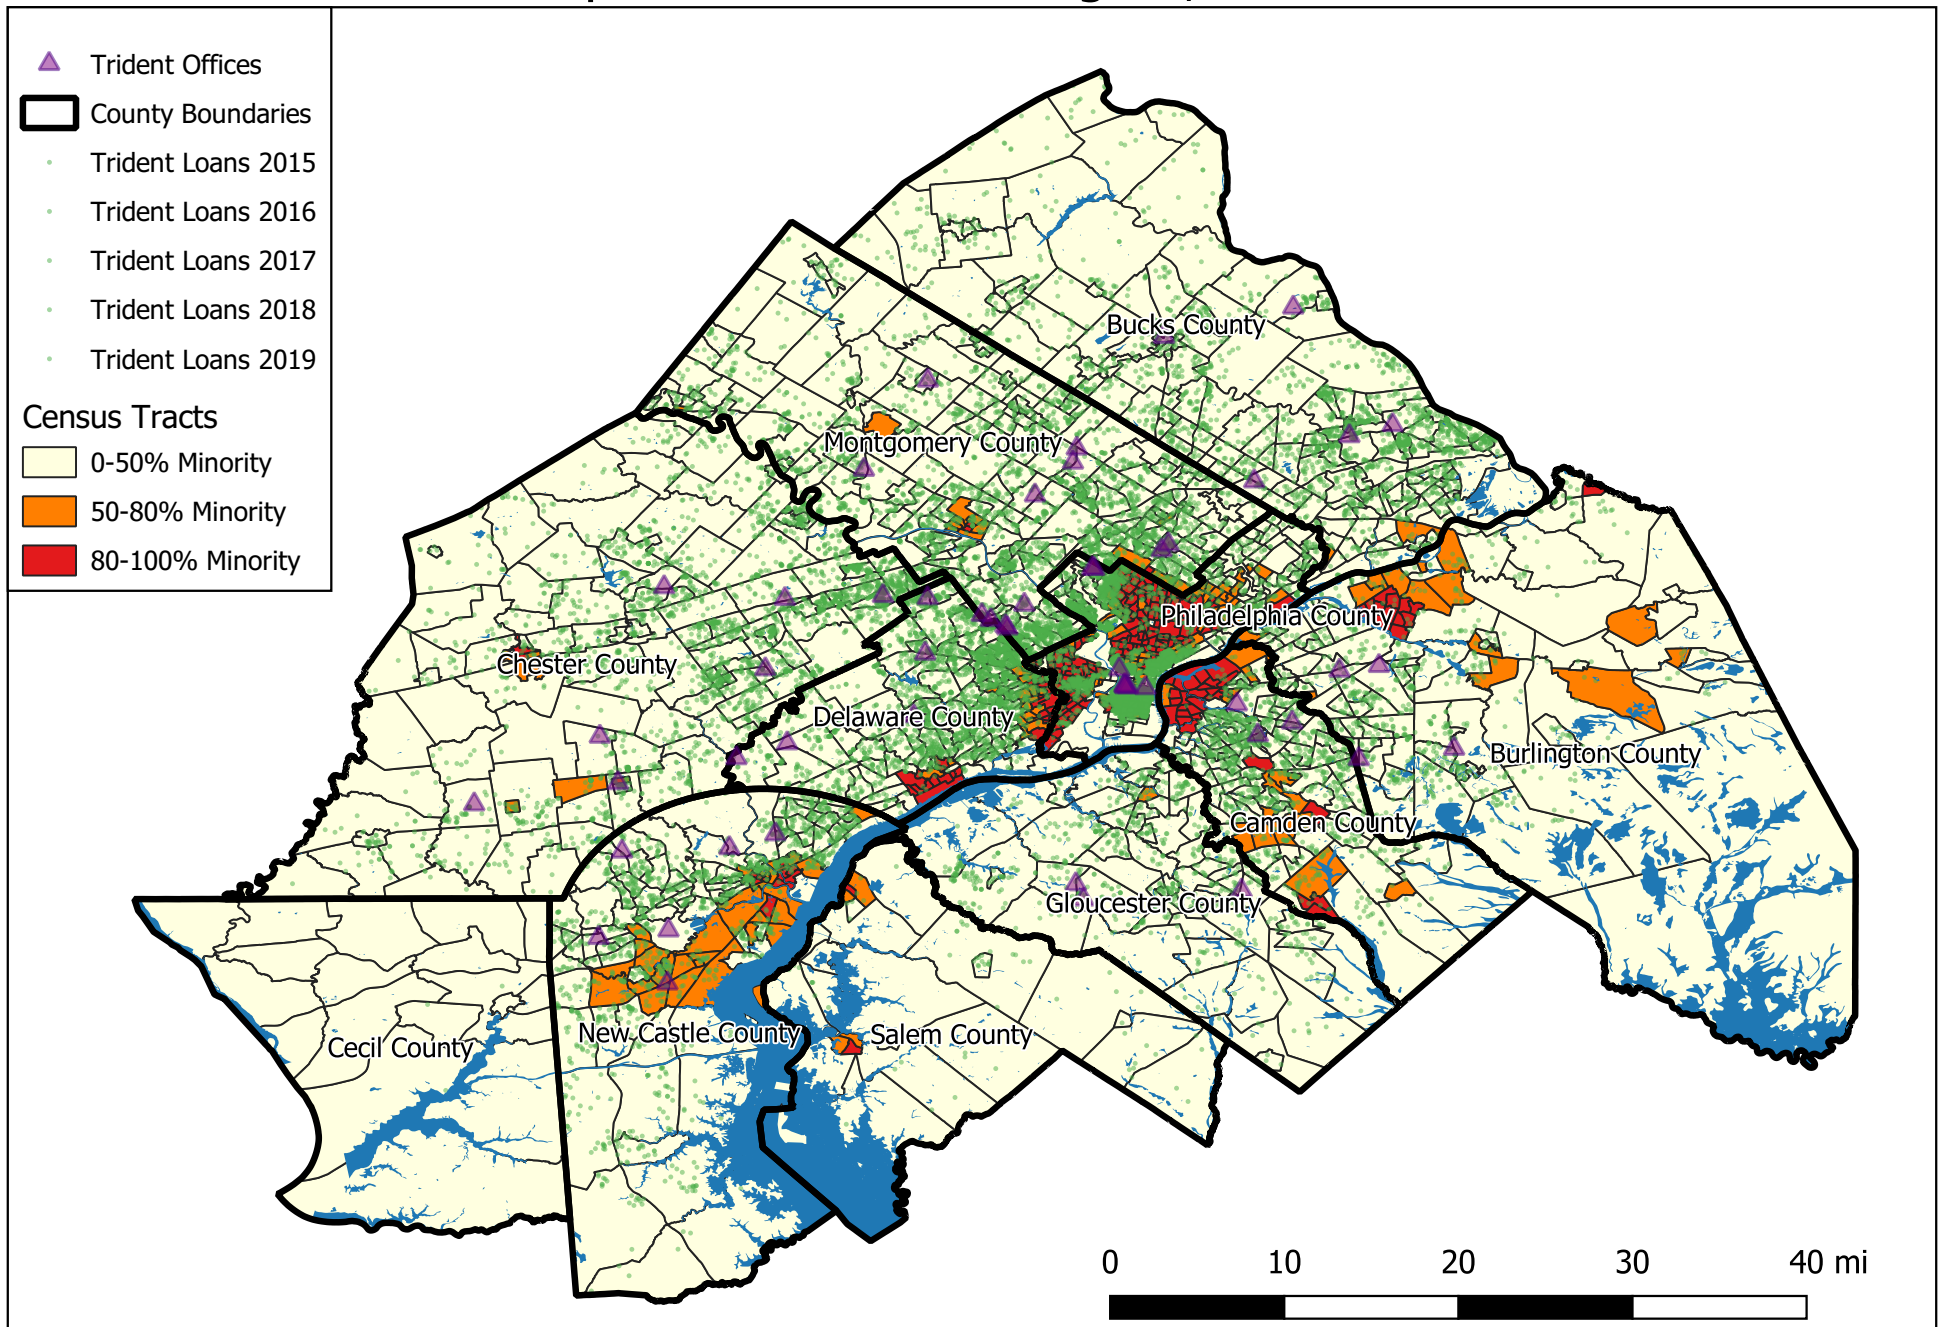 Trident Offices
County Boundaries
Trident Loans 2015
Trident Loans 2016
Trident Loans 2017
Trident Loans 2018
Trident Loans 2019
Census Tracts
0-50% Minority
50-80% Minority
80-100% Minority
Bucks County
Montgomery County
Philadelphia County
Chester County
Delaware County
Burlington County
Camden County
Gloucester County
New Castle County
Salem County
Cecil County
0 10 20 30 40 mi